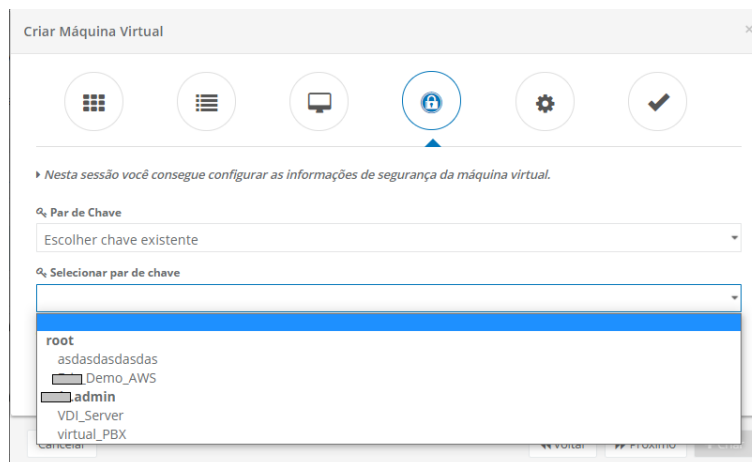 Criar Máquina Virtual
×
Nesta sessão você consegue configurar as informações de segurança da máquina virtual.
Par de Chave
Escolher chave existente
Selecionar par de chave
root
asdasdasdasdas
_Demo_AWS
.admin
VDI_Server
virtual_PBX
Cancelar
Voltar
Próximo